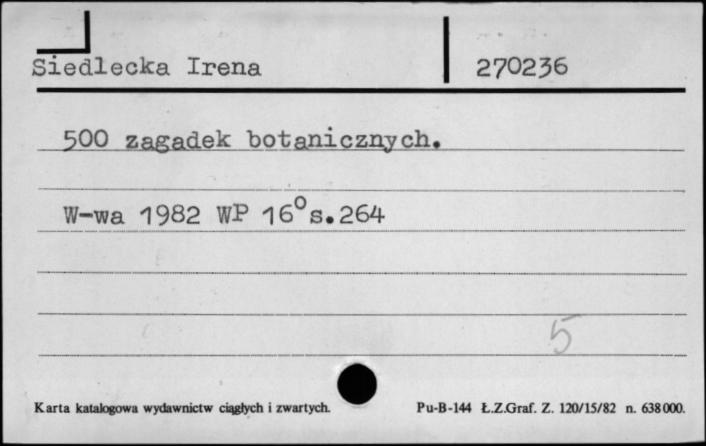 Siedlecka Irena 270236
500 zagadek botanicznych.
W-wa 1982 WP 16° s.264
5
Karta katalogowa wydawnictw ciągłych i zwartych. Pu-B-144 Ł.Z.Graf. Z. 120/15/82 n. 638000.